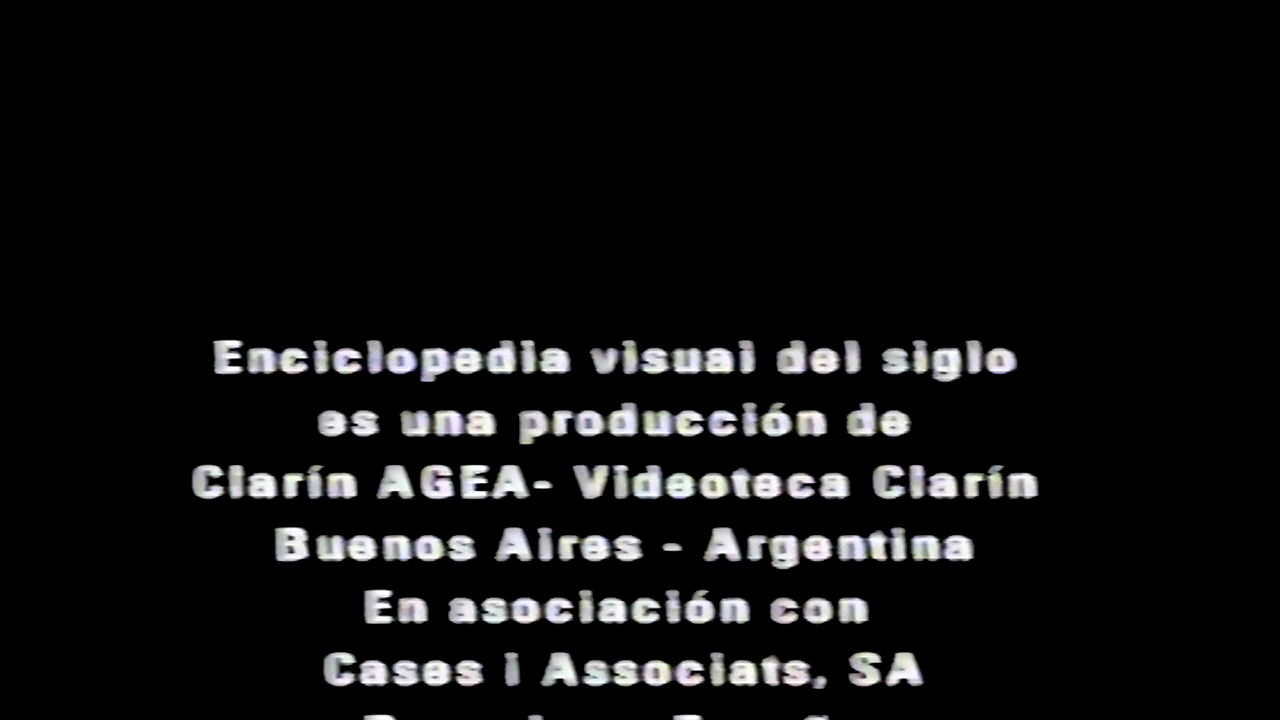 Enciclopedia visual del siglo
es una producción de
Clarín AGEA- Videoteca Clarín
Buenos Aires - Argentina
En asociación con
Cases i Associats, SA